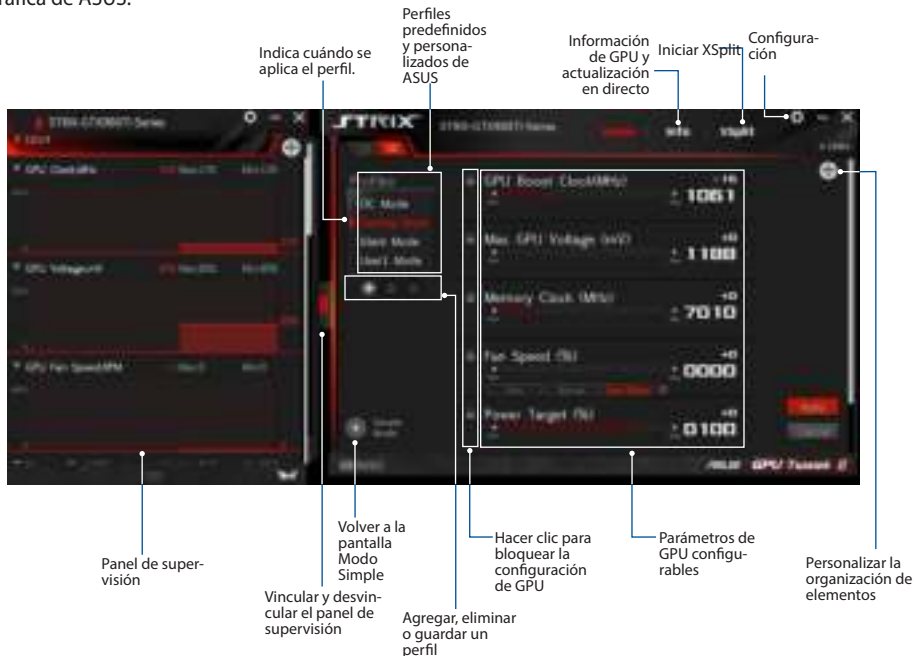 gráfica de ASUS.
Perfiles
predefinidos
y persona-
lizados de
ASUS
Indica cuándo se
aplica el perfil.
Información
de GPU y
actualización
en directo
Iniciar XSplit
Configura-
ción
STRIX
Info
XSplit
GPU Boost Clock(MHz)
1061
OC Mode
Silent Mode
User1 Mode
Max. GPU Voltage (mV)
1100
Memory Clock (MHz)
7010
Fan Speed (%)
0000
Power Target (%)
0100
GPU Tweak II
Panel de super-
visión
Vincular y desvin-
cular el panel de
supervisión
Volver a la
pantalla
Modo
Simple
Agregar, eliminar
o guardar un
perfil
Hacer clic para
bloquear la
configuración
de GPU
Parámetros de
GPU configu-
rables
Personalizar la
organización de
elementos